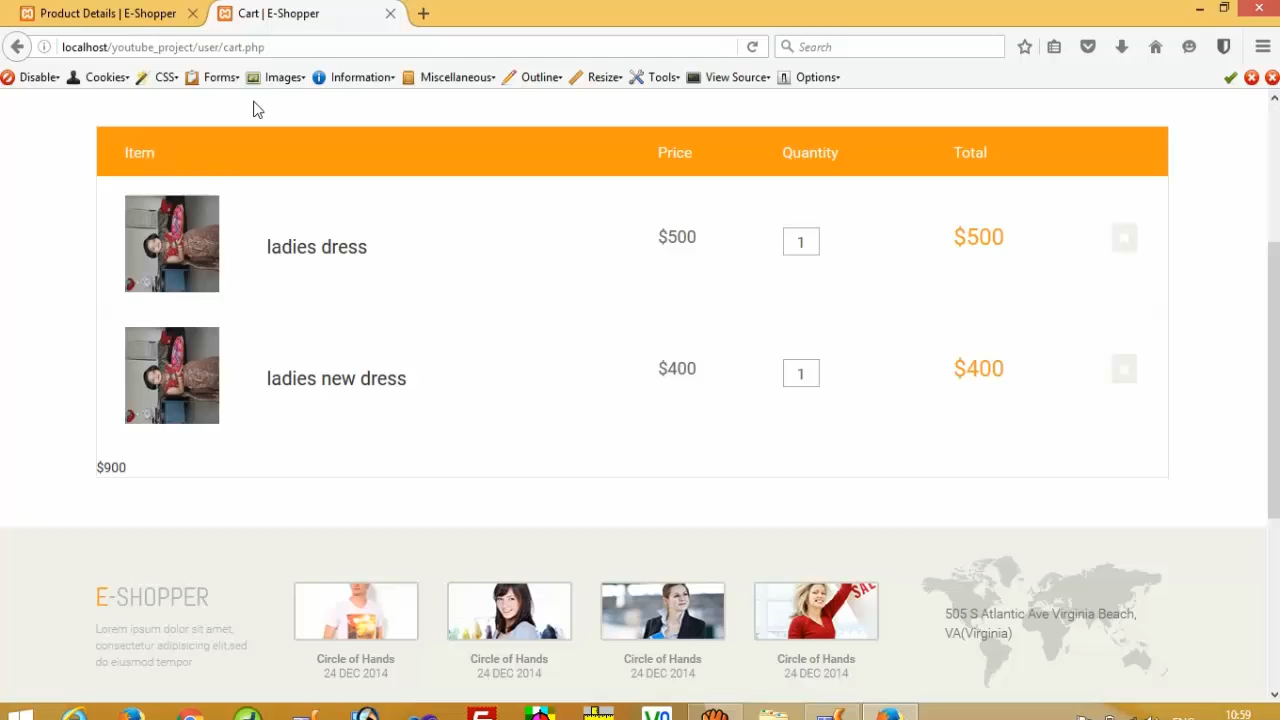 Product Details | E-Shopper
Cart | E-Shopper
localhost/youtube_project/user/cart.php
Search
Disable
Cookies
CSS
Forms
Images
Information
Miscellaneous
Outline
Resize
Tools
View Source
Options
Item Price Quantity Total
ladies dress $500 1 $500
ladies new dress $400 1 $400
$900
E-SHOPPER
Lorem ipsum dolor sit amet,
consectetur adipisicing elit,sed
do eiusmod tempor
Circle of Hands
24 DEC 2014
Circle of Hands
24 DEC 2014
Circle of Hands
24 DEC 2014
SALE
Circle of Hands
24 DEC 2014
505 S Atlantic Ave Virginia Beach,
VA(Virginia)
10:59